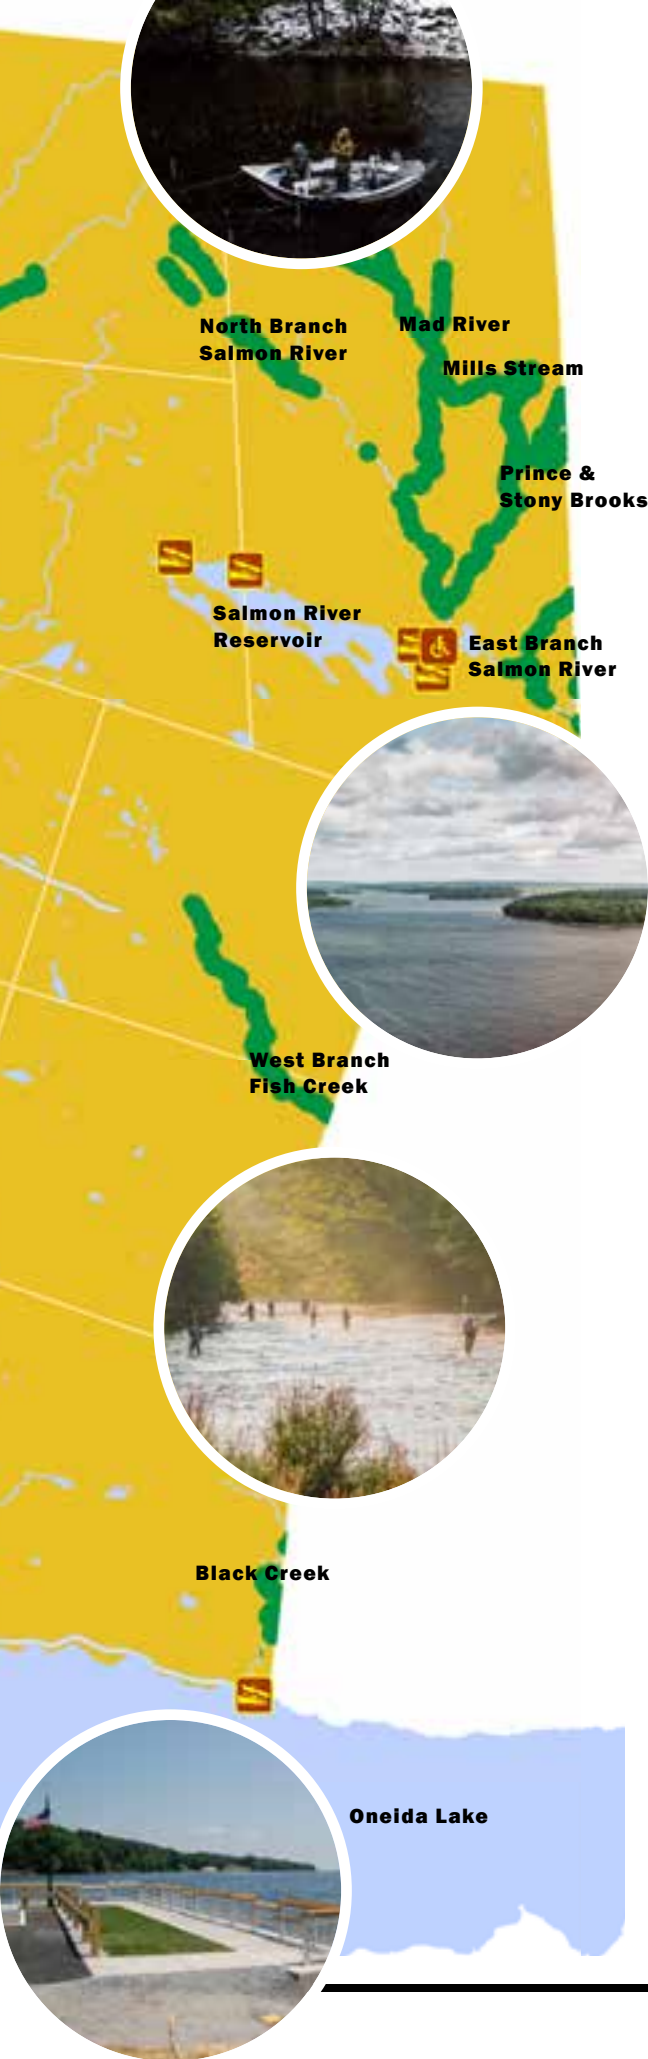 North Branch
Salmon River
Mad River
Mills Stream
Prince &
Stony Brooks
Salmon River
Reservoir
East Branch
Salmon River
West Branch
Fish Creek
Black Creek
Oneida Lake